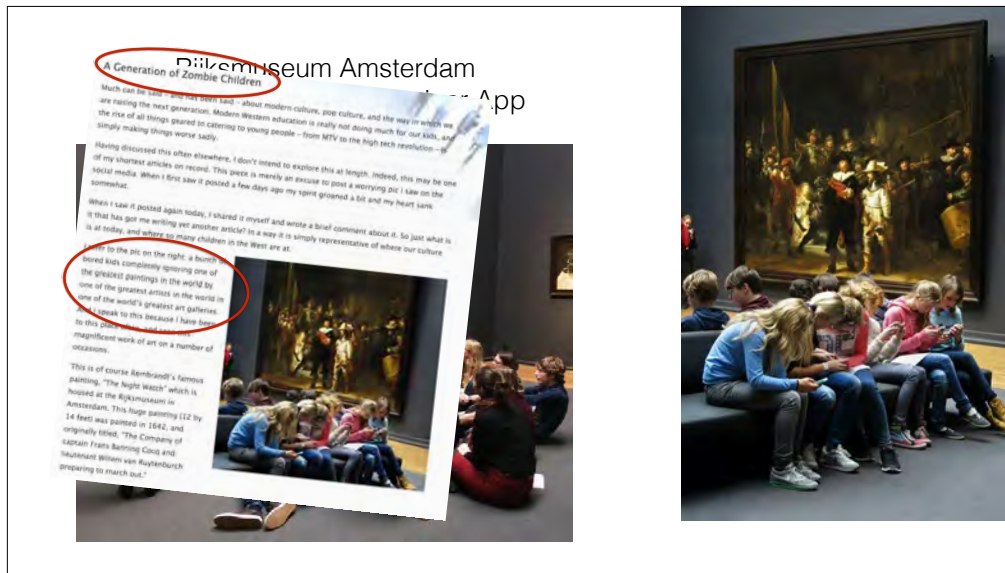 Rijksmuseum Amsterdam
App
A Generation of Zombie Children
Much can be said – and has been said – about modern culture, pop culture, and the way in which we
are raising the next generation. Modern Western education is really not doing much for our kids, and
the rise of all things geared to catering to young people – from MTV to the high tech revolution – is
simply making things worse sadly.
Having discussed this often elsewhere, I don't intend to explore this at length. Indeed, this may be one
of my shortest articles on record. This piece is merely an excuse to post a worrying pic I saw on the
social media. When I first saw it posted a few days ago my spirit groaned a bit and my heart sank
somewhat.
When I saw it posted again today, I shared it myself and wrote a brief comment about it. So just what is
it that has got me writing yet another article? In a way it is simply representative of where our culture
is at today, and where so many children in the West are at.
I refer to the pic on the right: a bunch of
bored kids completely ignoring one of
the greatest paintings in the world by
one of the greatest artists in the world in
one of the world's greatest art galleries.
And I speak to this because I have been
to this place often, and seen this
magnificent work of art on a number of
occasions.
This is of course Rembrandt's famous
painting, "The Night Watch" which is
housed at the Rijksmuseum in
Amsterdam. This huge painting (12 by
14 feet) was painted in 1642, and
originally titled, "The Company of
captain Frans Banning Cocq and
lieutenant Willem van Ruytenburch
preparing to march out."